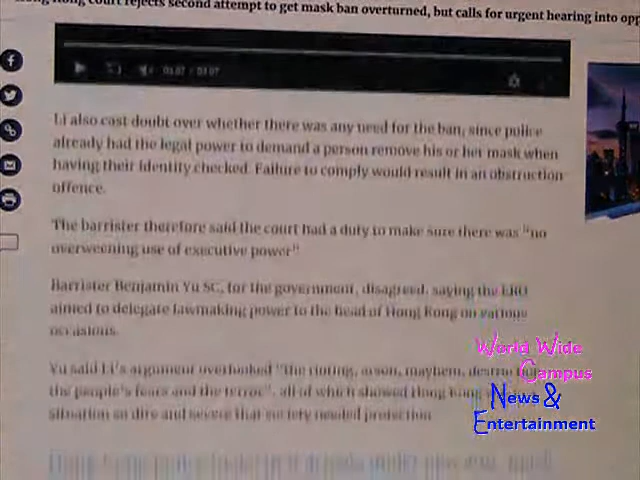 Hong Kong court rejects second attempt to get mask ban overturned, but calls for urgent hearing into opp
Li also cast doubt over whether there was any need for the ban, since police
already had the legal power to demand a person remove his or her mask when
having their identity checked. Failure to comply would result in an obstruction
offence.
The barrister therefore said the court had a duty to make sure there was "no
overweening use of executive power"
Barrister Benjamin Yu SC, for the government, disagreed, saying the ERO
aimed to delegate lawmaking power to the head of Hong Kong on various
occasions.
Yu said Li's argument overlooked "the rioting, arson, mayhem,
the people's fears and the terror". All of which showed Hong Kong
situation so dire and severe that society needed protection
World Wide
Campus
News &
Entertainment